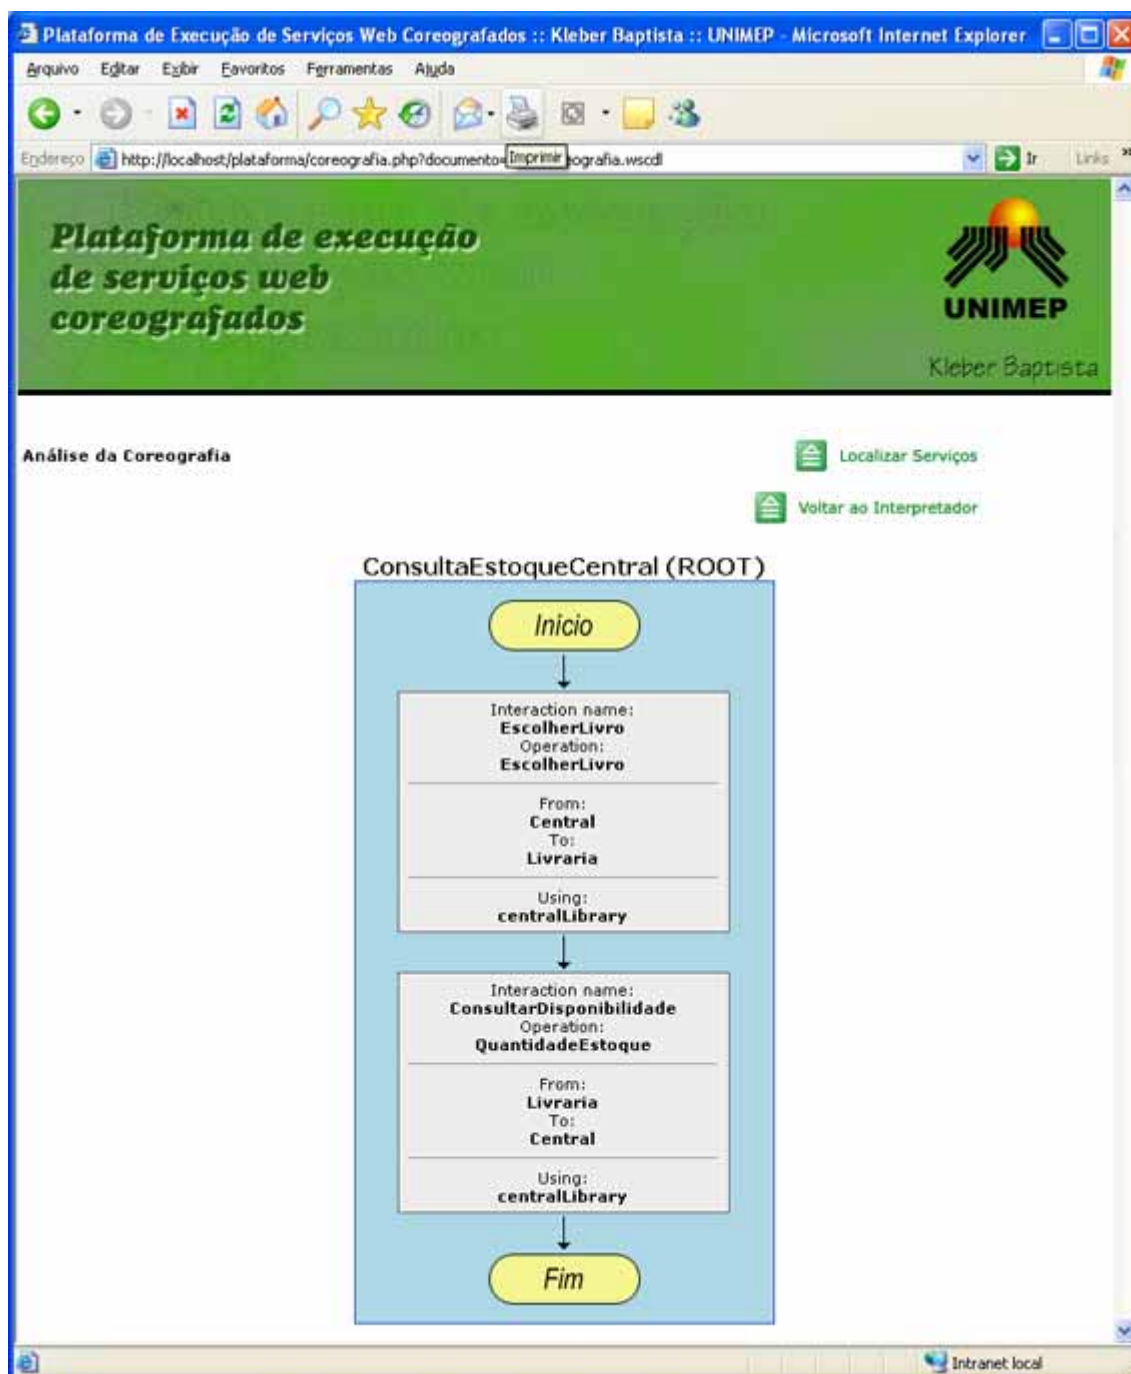 Plataforma de Execução de Serviços Web Coreografados :: Kleber Baptista :: UNIMEP - Microsoft Internet Explorer
Arquivo Editar Exibir Favoritos Ferramentas Ajuda
Endereço http://localhost/plataforma/coreografia.php?documento= Imprimir ografia.wscdl Ir Links
Plataforma de execução
de serviços web
coreografados
UNIMEP
Kleber Baptista
Análise da Coreografia
Localizar Serviços
Voltar ao Interpretador
ConsultaEstoqueCentral (ROOT)
Início
Interaction name:
EscolherLivro
Operation:
EscolherLivro
From:
Central
To:
Livraria
Using:
centralLibrary
Interaction name:
ConsultarDisponibilidade
Operation:
QuantidadeEstoque
From:
Livraria
To:
Central
Using:
centralLibrary
Fim
Intranet local